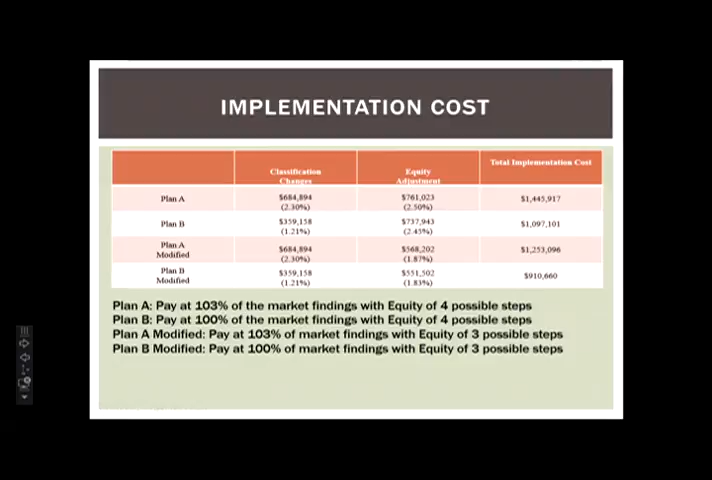 IMPLEMENTATION COST
Classification Changes
Equity Adjustment
Total Implementation Cost
Plan A
$684,894
(2.30%)
$761,023
(2.50%)
$1,445,917
Plan B
$359,158
(1.21%)
$737,943
(2.45%)
$1,097,101
Plan A
Modified
$684,894
(2.30%)
$568,202
(1.87%)
$1,253,096
Plan B
Modified
$359,158
(1.21%)
$551,502
(1.83%)
$910,660
Plan A: Pay at 103% of the market findings with Equity of 4 possible steps
Plan B: Pay at 100% of the market findings with Equity of 4 possible steps
Plan A Modified: Pay at 103% of market findings with Equity of 3 possible steps
Plan B Modified: Pay at 100% of market findings with Equity of 3 possible steps